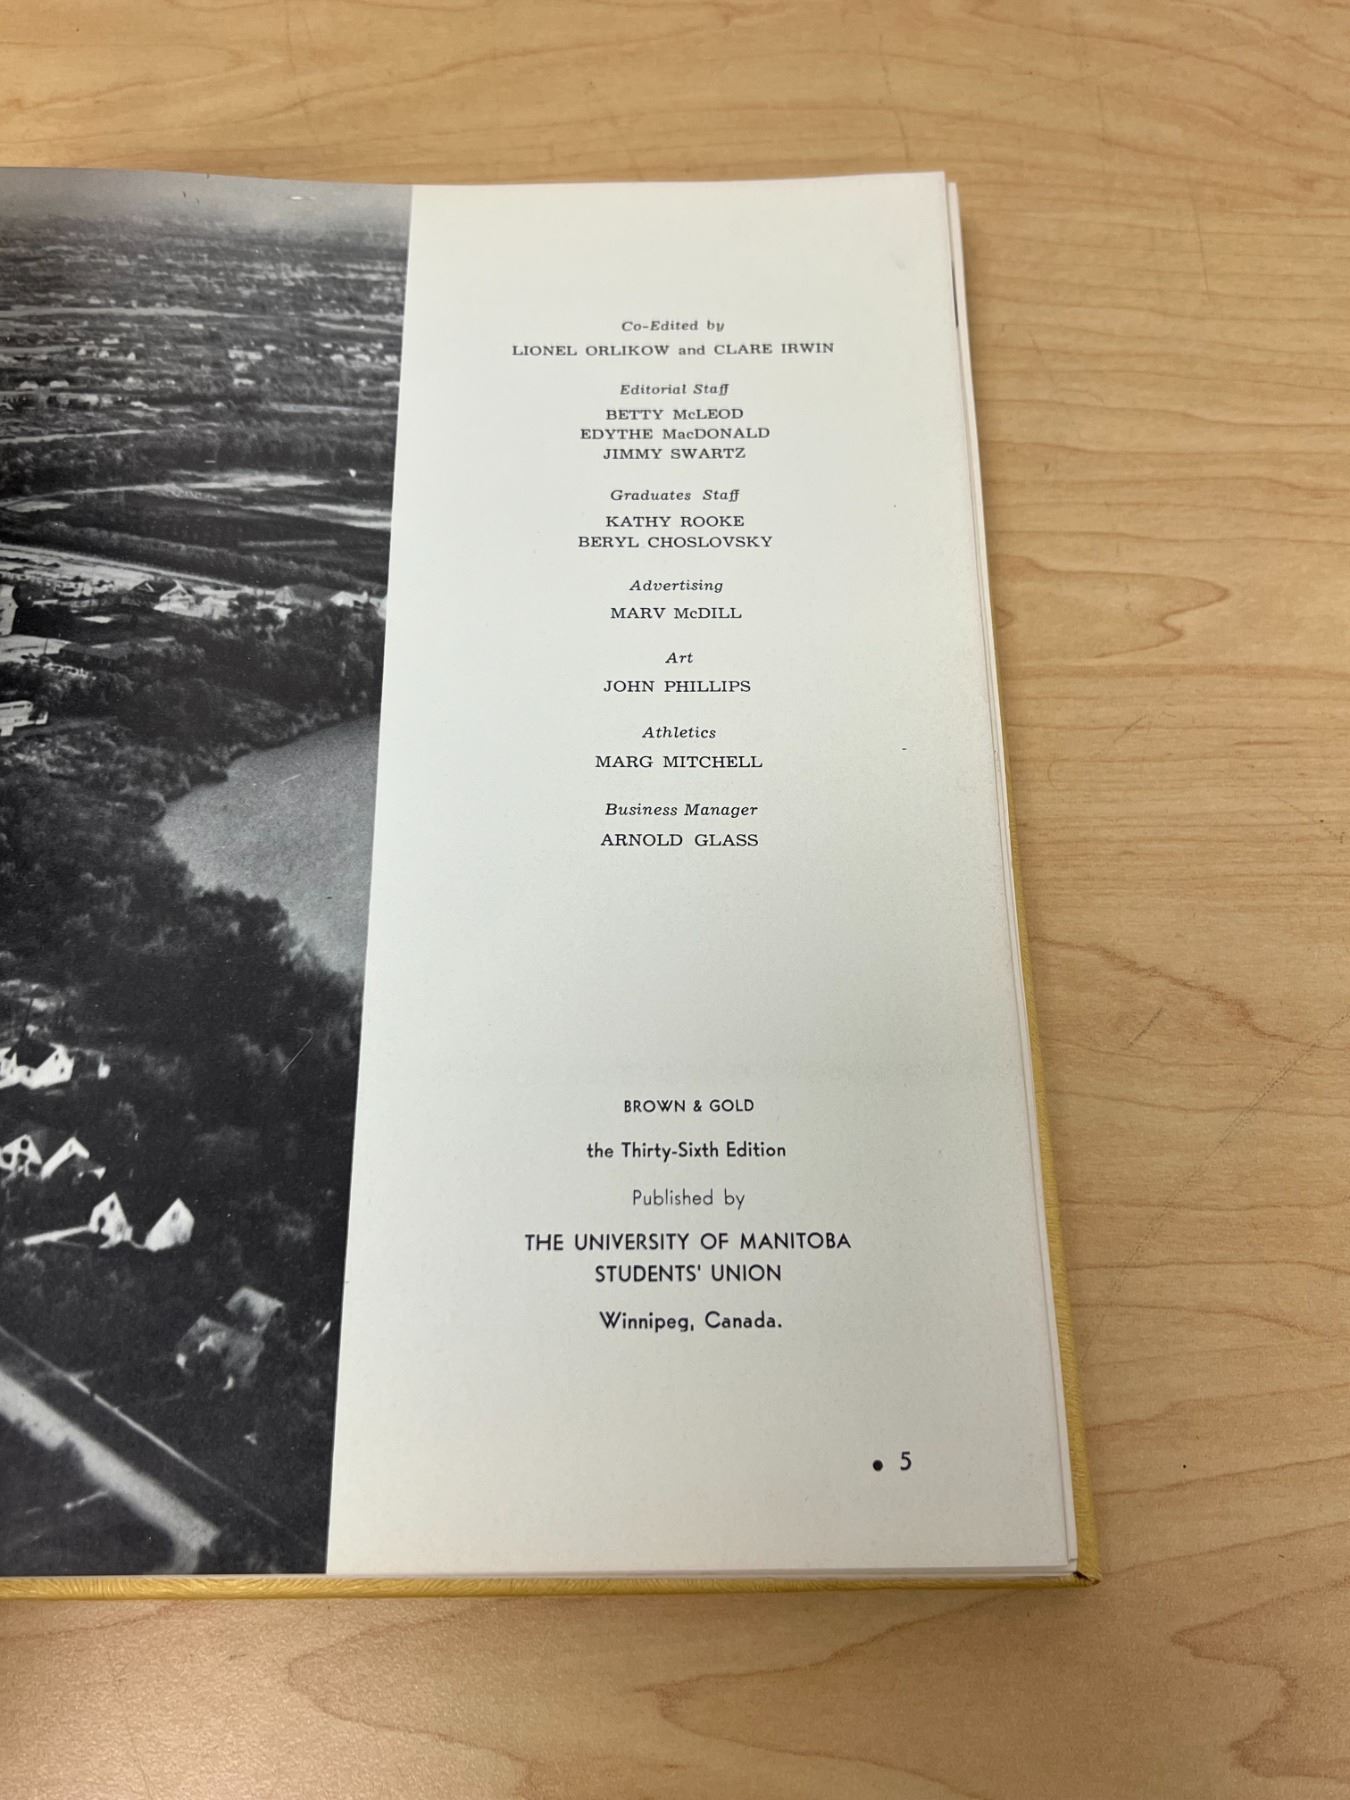 Co-Edited by
LIONEL ORLIKOW and CLARE IRWIN
Editorial Staff
BETTY McLEOD
EDYTHE MacDONALD
JIMMY SWARTZ
Graduates Staff
KATHY ROOKE
BERYL CHOSLOVSKY
Advertising
MARV McDILL
Art
JOHN PHILLIPS
Athletics
MARG MITCHELL
Business Manager
ARNOLD GLASS
BROWN & GOLD
the Thirty-Sixth Edition
Published by
THE UNIVERSITY OF MANITOBA
STUDENTS' UNION
Winnipeg, Canada.
• 5